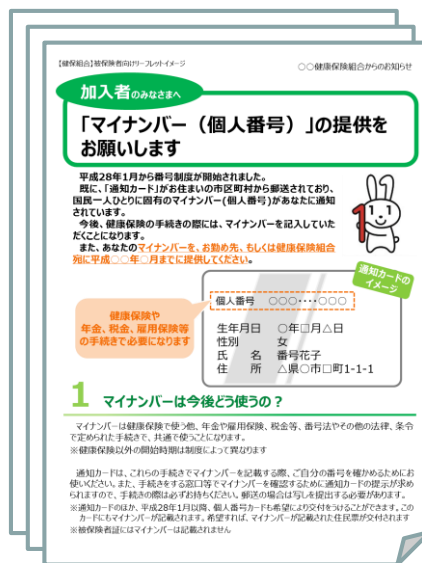 【健保組合】被保険者向けリーフレットイメージ
○○健康保険組合からのお知らせ
加入者のみなさまへ
「マイナンバー（個人番号）」の提供を
お願いします
平成28年1月から番号制度が開始されました。
既に、「通知カード」がお住まいの市区町村から郵送されており、
国民一人ひとりに固有のマイナンバー(個人番号)があなたに通知
されています。
今後、健康保険の手続きの際には、マイナンバーを記入していた
だくことになります。
また、あなたのマイナンバーを、お勤め先、もしくは健康保険組合
宛に平成○○年○月までに提供してください。
通知カードの
イメージ
個人番号 ○○○････○○○
健康保険や
年金、税金、雇用保険等
の手続きで必要になります
生年月日 ○年□月△日
性別 女
氏 名 番号花子
住 所 △県○市□町1-1-1
1 マイナンバーは今後どう使うの？
マイナンバーは健康保険で使う他、年金や雇用保険、税金等、番号法やその他の法律、条令
で定められた手続きで、共通で使うことになります。
※健康保険以外の開始時期は制度によって異なります
通知カードは、これらの手続きでマイナンバーを記載する際、ご自分の番号を確かめるためにお
使いください。また、手続きをする窓口等でマイナンバーを確認するために通知カードの提示が求め
られますので、手続きの際は必ずお持ちください。郵送の場合は写しを提出する必要があります。
※通知カードのほか、平成28年1月以降、個人番号カードも希望により交付をうけることができます。この
カードにもマイナンバーが記載されます。希望すれば、マイナンバーが記載された住民票が交付されます
※被保険者証にはマイナンバーは記載されません